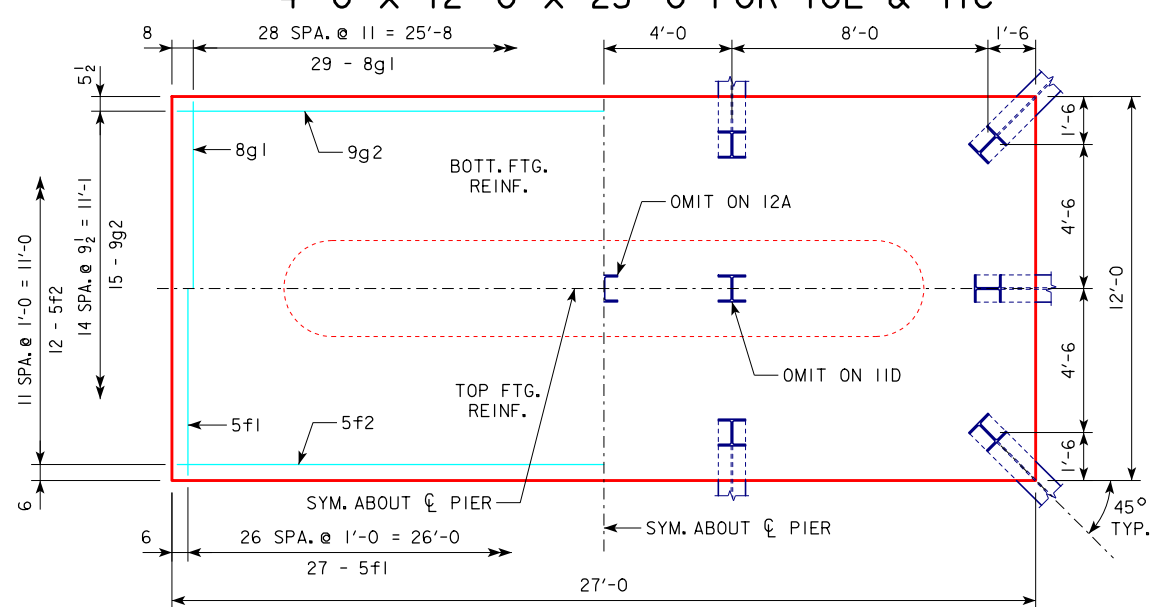 4'-0 X 12'-0 X
8
28 SPA. @ 11 = 25'-8
29 - 8g1
4'-0
8'-0
1'-6
5½
8g1
9g2
BOTT. FTG.
REINF.
OMIT ON 12A
1'-6
4'-6
12'-0
4'-6
1'-6
11 SPA. @ 1'-0 = 11'-0
12 - 5f2
14 SPA. @ 9½ = 11'-1
15 - 9g2
TOP FTG.
REINF.
OMIT ON 11D
5f1
5f2
6
SYM. ABOUT ℄ PIER
SYM. ABOUT ℄ PIER
45°
TYP.
6
26 SPA. @ 1'-0 = 26'-0
27 - 5f1
27'-0